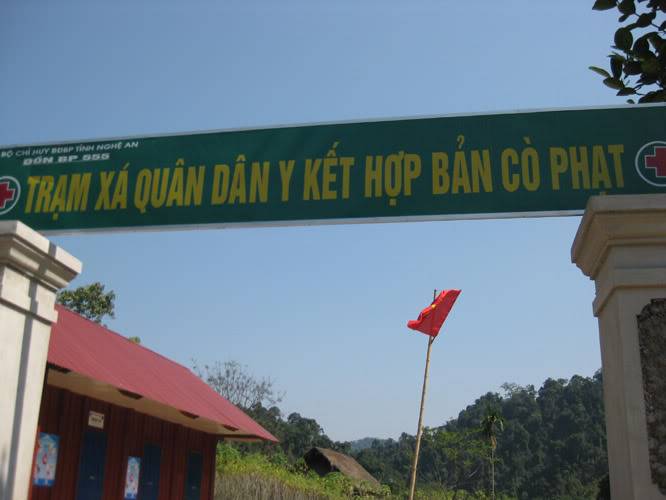 BỘ CHỈ HUY BĐBP TỈNH NGHỆ AN
ĐỒN BP 555
TRẠM XÁ QUÂN DÂN Y KẾT HỢP BẢN CÒ PHẠT